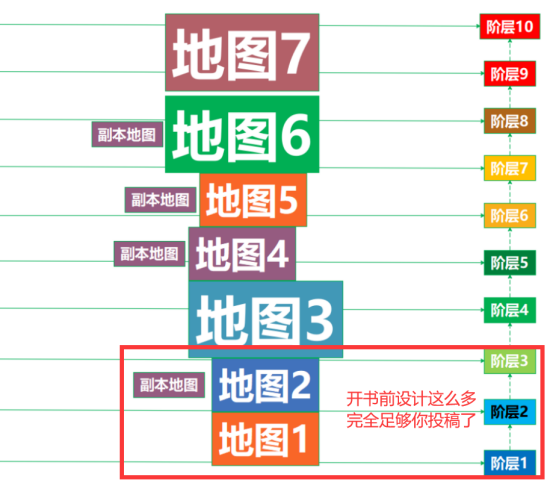 地图7
阶层10
阶层9
副本地图
地图6
阶层8
阶层7
副本地图
地图5
阶层6
副本地图
地图4
阶层5
地图3
阶层4
阶层3
副本地图
地图2
开书前设计这么多
完全足够你投稿了
阶层2
地图1
阶层1